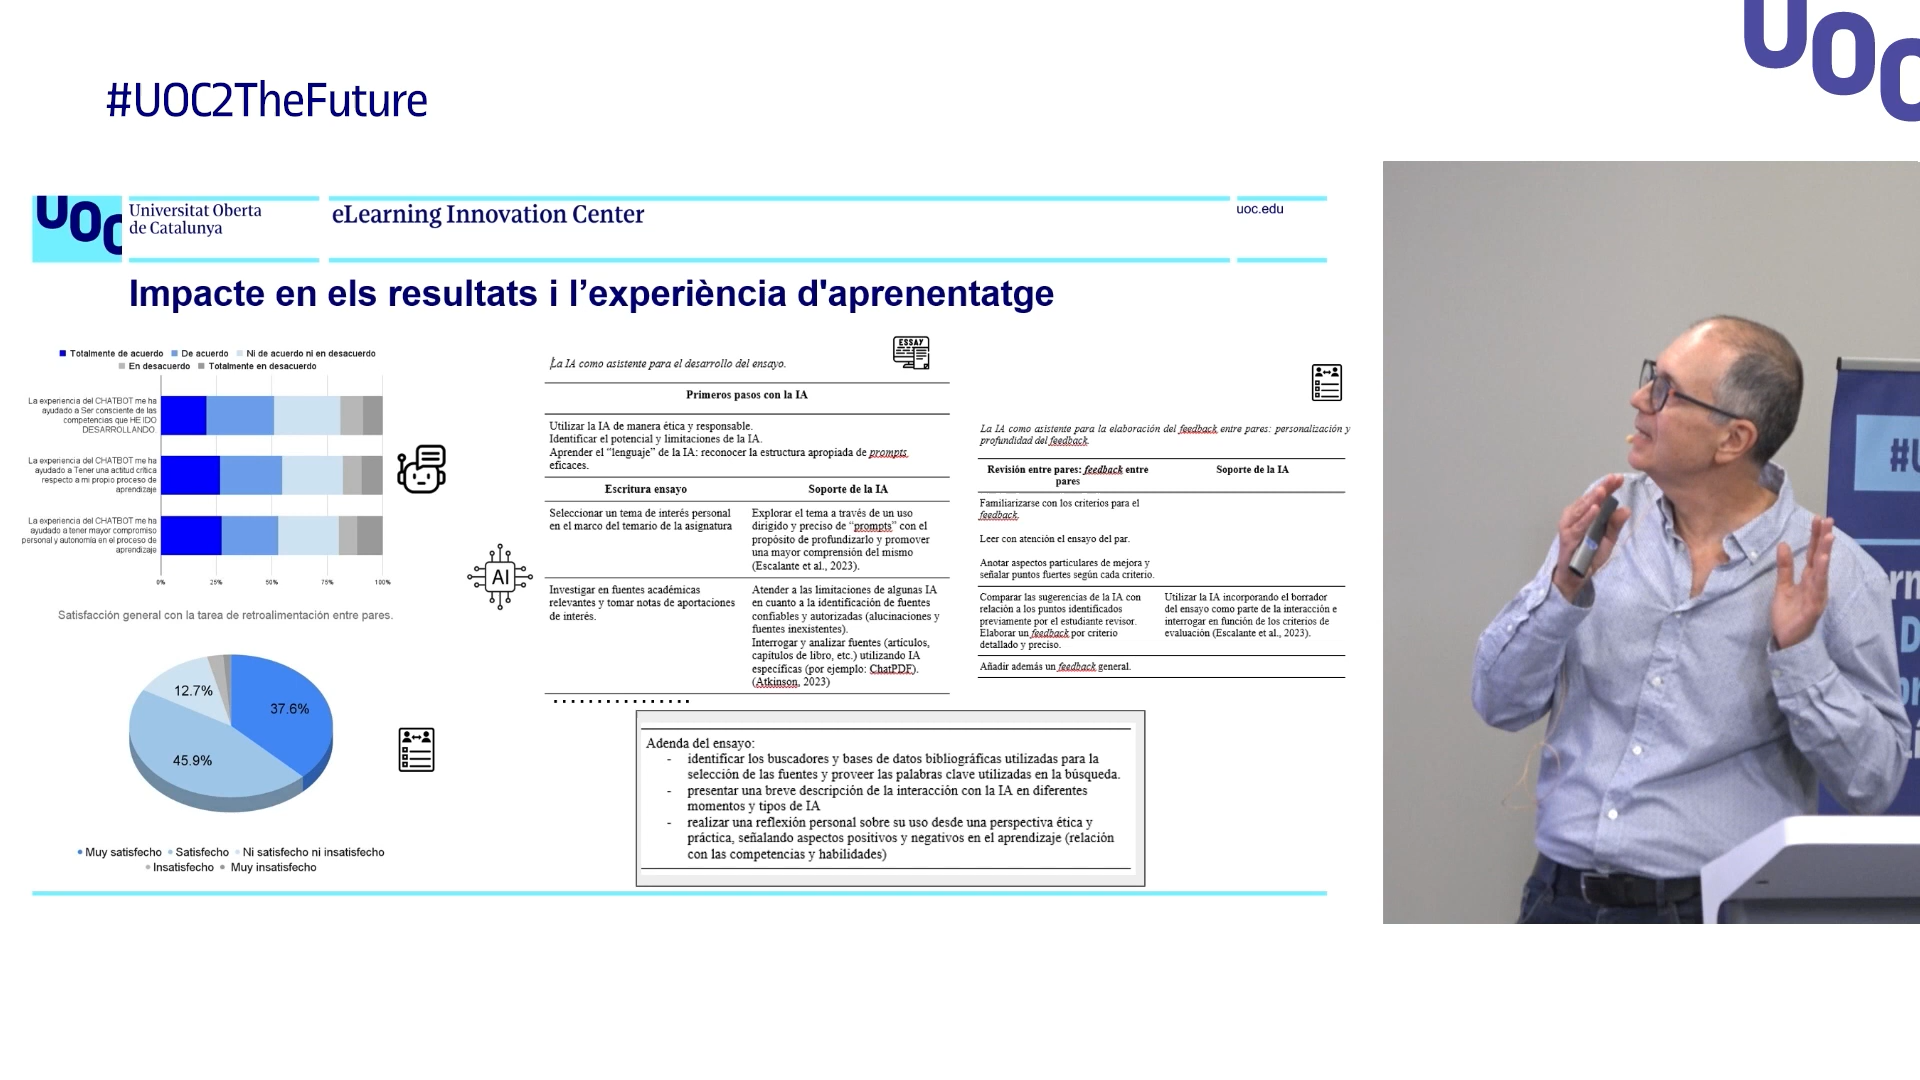 #UOC2TheFuture
UOC
UOC
Universitat Oberta
de Catalunya
eLearning Innovation Center
uoc.edu
Impacte en els resultats i l’experiència d'aprenentatge
Totalmente de acuerdo De acuerdo Ni de acuerdo ni en desacuerdo
En desacuerdo Totalmente en desacuerdo
La experiencia del CHATBOT me ha
ayudado a Ser consciente de las
competencias que HE IDO
DESARROLLANDO
La experiencia del CHATBOT me ha
ayudado a Tener una actitud crítica
respecto a mi propio proceso de
aprendizaje
La experiencia del CHATBOT me ha
ayudado a tener mayor compromiso
personal y autonomía en el proceso de
aprendizaje
0% 25% 50% 75% 100%
Satisfacción general con la tarea de retroalimentación entre pares.
12.7%
37.6%
45.9%
Muy satisfecho Satisfecho Ni satisfecho ni insatisfecho
Insatisfecho Muy insatisfecho
AI
ESSAY
La IA como asistente para el desarrollo del ensayo.
Primeros pasos con la IA
Utilizar la IA de manera ética y responsable.
Identificar el potencial y limitaciones de la IA.
Aprender el “lenguaje” de la IA: reconocer la estructura apropiada de prompts
eficaces.
Escritura ensayo
Soporte de la IA
Seleccionar un tema de interés personal
en el marco del temario de la asignatura
Explorar el tema a través de un uso
dirigido y preciso de “prompts” con el
propósito de profundizarlo y promover
una mayor comprensión del mismo
(Escalante et al., 2023).
Investigar en fuentes académicas
relevantes y tomar notas de aportaciones
de interés.
Atender a las limitaciones de algunas IA
en cuanto a la identificación de fuentes
confiables y autorizadas (alucinaciones y
fuentes inexistentes).
Interrogar y analizar fuentes (artículos,
capítulos de libro, etc.) utilizando IA
específicas (por ejemplo: ChatPDF).
(Atkinson, 2023)
La IA como asistente para la elaboración del feedback entre pares: personalización y
profundidad del feedback.
Revisión entre pares: feedback entre
pares
Soporte de la IA
Familiarizarse con los criterios para el
feedback.
Leer con atención el ensayo del par.
Anotar aspectos particulares de mejora y
señalar puntos fuertes según cada criterio.
Comparar las sugerencias de la IA con
relación a los puntos identificados
previamente por el estudiante revisor.
Elaborar un feedback por criterio
detallado y preciso.
Utilizar la IA incorporando el borrador
del ensayo como parte de la interacción e
interrogar en función de los criterios de
evaluación (Escalante et al., 2023).
Añadir además un feedback general.
Adenda del ensayo:
- identificar los buscadores y bases de datos bibliográficas utilizadas para la
selección de las fuentes y proveer las palabras clave utilizadas en la búsqueda.
- presentar una breve descripción de la interacción con la IA en diferentes
momentos y tipos de IA
- realizar una reflexión personal sobre su uso desde una perspectiva ética y
práctica, señalando aspectos positivos y negativos en el aprendizaje (relación
con las competencias y habilidades)